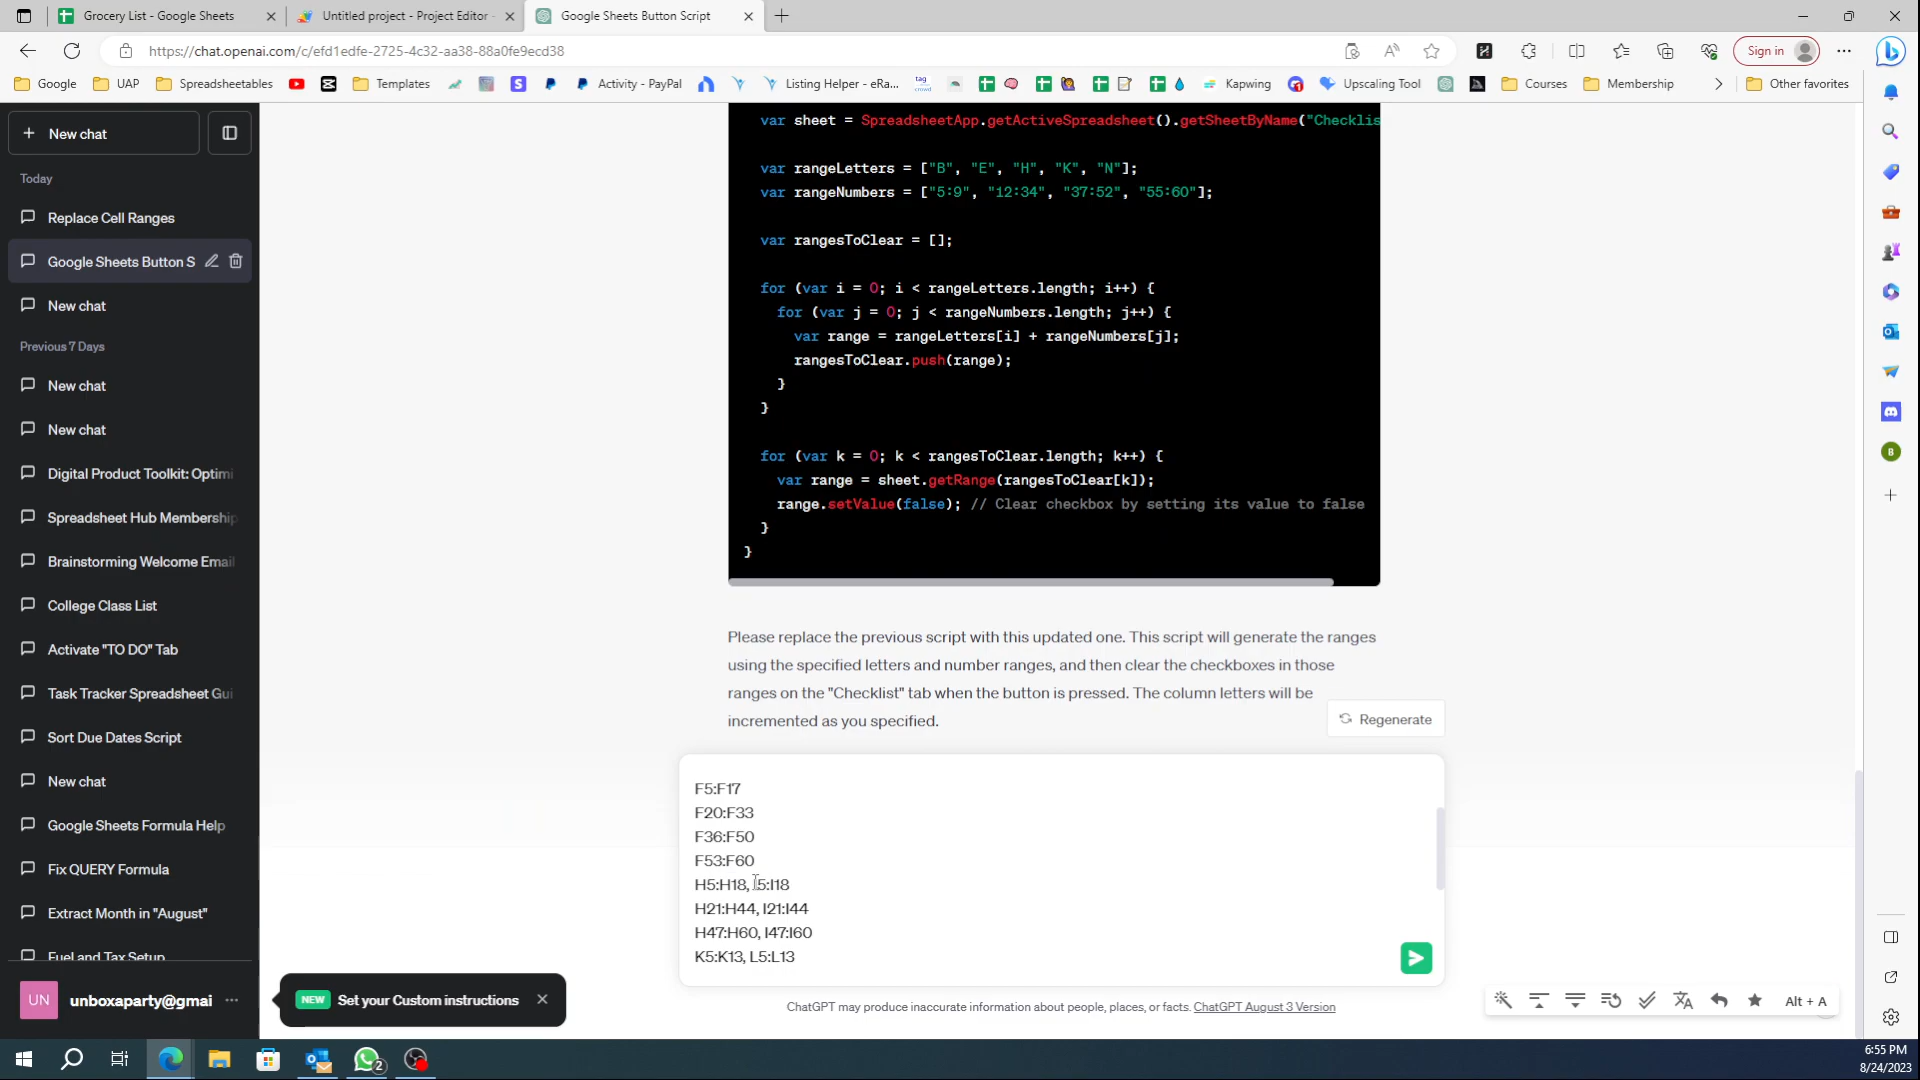 Grocery List - Google Sheets
Untitled project - Project Editor -
Google Sheets Button Script
https://chat.openai.com/c/efd1edfe-2725-4c32-aa38-88a0fe9ecd38
Sign in
Google
UAP
Spreadsheetables
Templates
Activity - PayPal
Listing Helper - eRa...
Kapwing
Upscaling Tool
Courses
Membership
Other favorites
New chat
Today
Replace Cell Ranges
Google Sheets Button S
New chat
Previous 7 Days
New chat
New chat
Digital Product Toolkit: Optimi
Spreadsheet Hub Membership
Brainstorming Welcome Email
College Class List
Activate "TO DO" Tab
Task Tracker Spreadsheet Gui
Sort Due Dates Script
New chat
Google Sheets Formula Help
Fix QUERY Formula
Extract Month in "August"
Fuel and Tax Setup
UN unboxaparty@gmai ...
NEW Set your Custom instructions
var sheet = SpreadsheetApp.getActiveSpreadsheet().getSheetByName("Checklis
var rangeLetters = ["B", "E", "H", "K", "N"];
var rangeNumbers = ["5:9", "12:34", "37:52", "55:60"];
var rangesToClear = [];
for (var i = 0; i < rangeLetters.length; i++) {
for (var j = 0; j < rangeNumbers.length; j++) {
var range = rangeLetters[i] + rangeNumbers[j];
rangesToClear.push(range);
}
}
for (var k = 0; k < rangesToClear.length; k++) {
var range = sheet.getRange(rangesToClear[k]);
range.setValue(false); // Clear checkbox by setting its value to false
}
}
Please replace the previous script with this updated one. This script will generate the ranges
using the specified letters and number ranges, and then clear the checkboxes in those
ranges on the "Checklist" tab when the button is pressed. The column letters will be
incremented as you specified.
Regenerate
F5:F17
F20:F33
F36:F50
F53:F60
H5:H18, I5:I18
H21:H44, I21:I44
H47:H60, I47:I60
K5:K13, L5:L13
ChatGPT may produce inaccurate information about people, places, or facts. ChatGPT August 3 Version
Alt + A
6:55 PM
8/24/2023